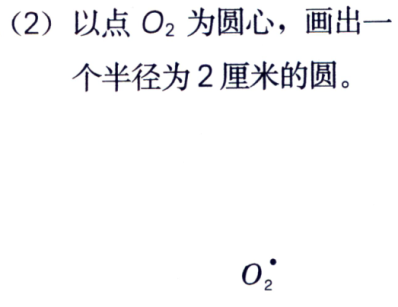 （2）以点 O₂ 为圆心，画出一
个半径为 2 厘米的圆。
O₂